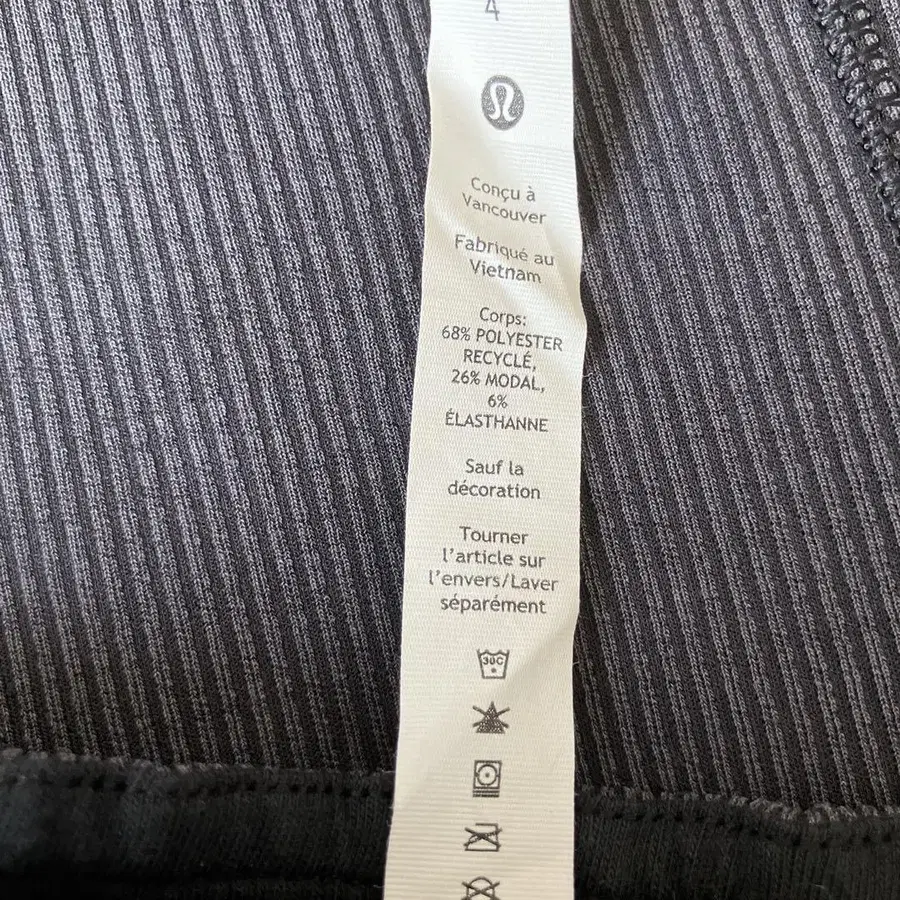 4
Conçu à
Vancouver
Fabriqué au
Vietnam
Corps:
68% POLYESTER
RECYCLÉ,
26% MODAL,
6%
ÉLASTHANNE
Sauf la
décoration
Tourner
l'article sur
l'envers/Laver
séparément
30C